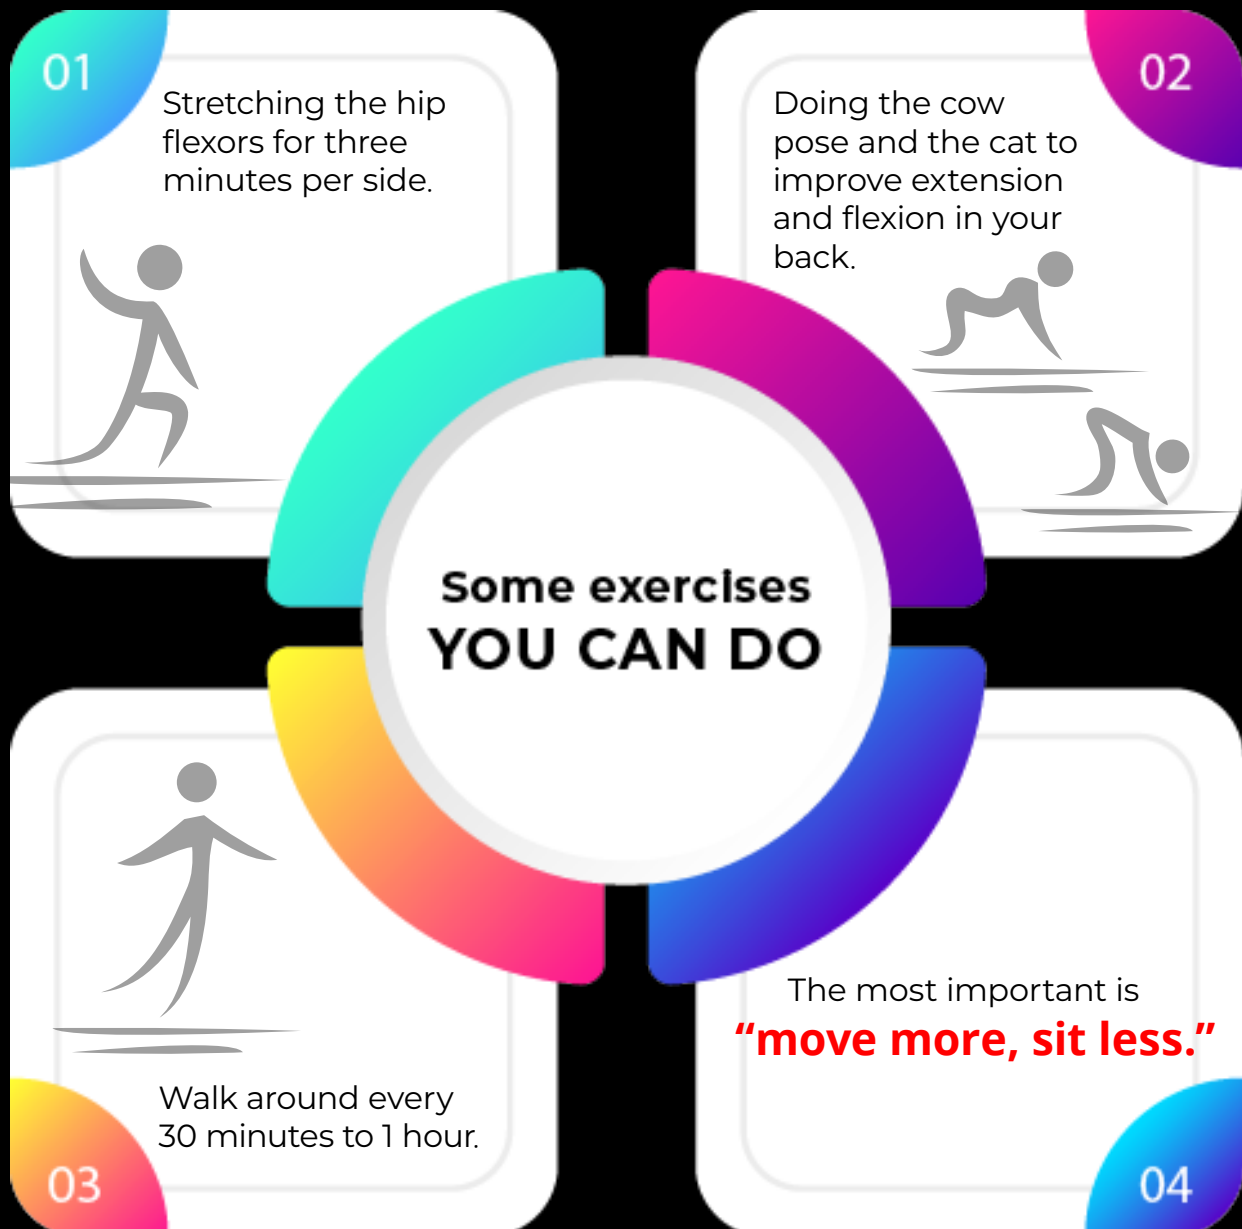 01
Stretching the hip
flexors for three
minutes per side.
02
Doing the cow
pose and the cat to
improve extension
and flexion in your
back.
Some exercises
YOU CAN DO
03
Walk around every
30 minutes to 1 hour.
The most important is
“move more, sit less.”
04